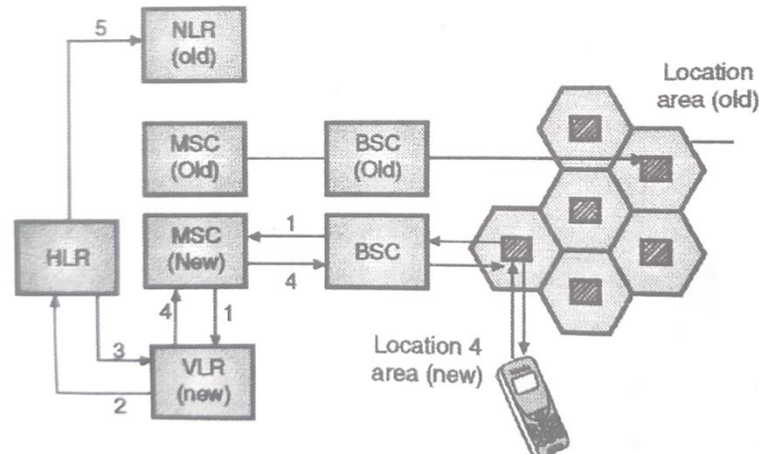 5
NLR
(old)
Location
area (old)
MSC
(Old)
BSC
(Old)
HLR
MSC
(New)
1
4
BSC
4
1
3
2
VLR
(new)
Location 4
area (new)